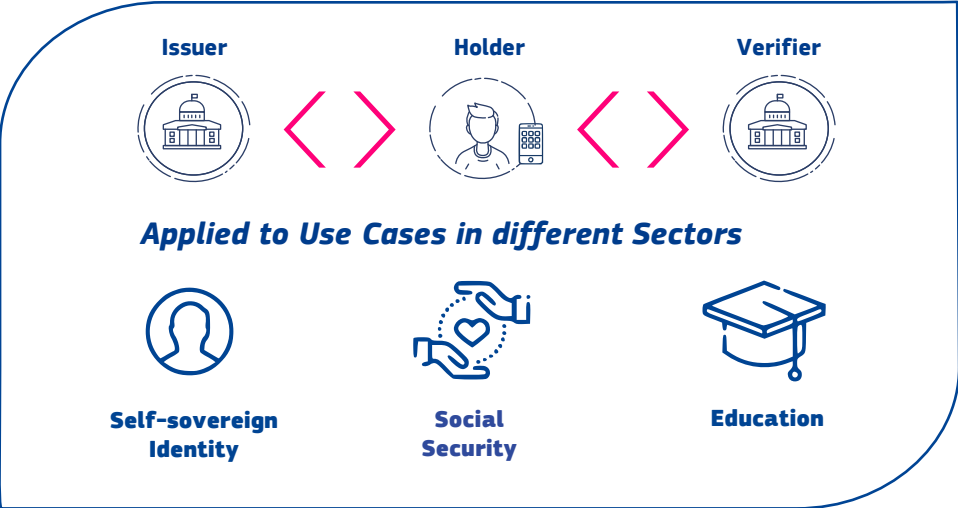 Issuer
Holder
Verifier
Applied to Use Cases in different Sectors
Self-sovereign
Identity
Social
Security
Education